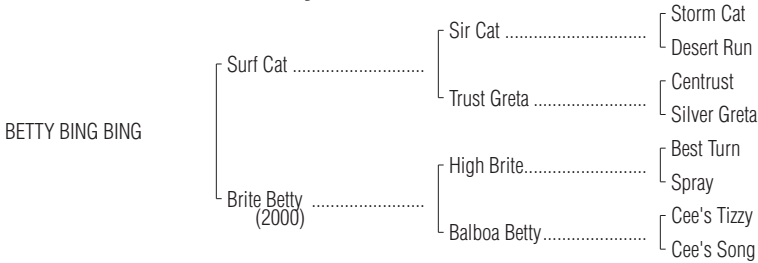 Storm Cat
Sir Cat ..............................
Desert Run
Surf Cat ............................
Centrust
Trust Greta ........................
Silver Greta
BETTY BING BING
Best Turn
High Brite..........................
Spray
Brite Betty ........................
(2000)
Cee's Tizzy
Balboa Betty......................
Cee's Song